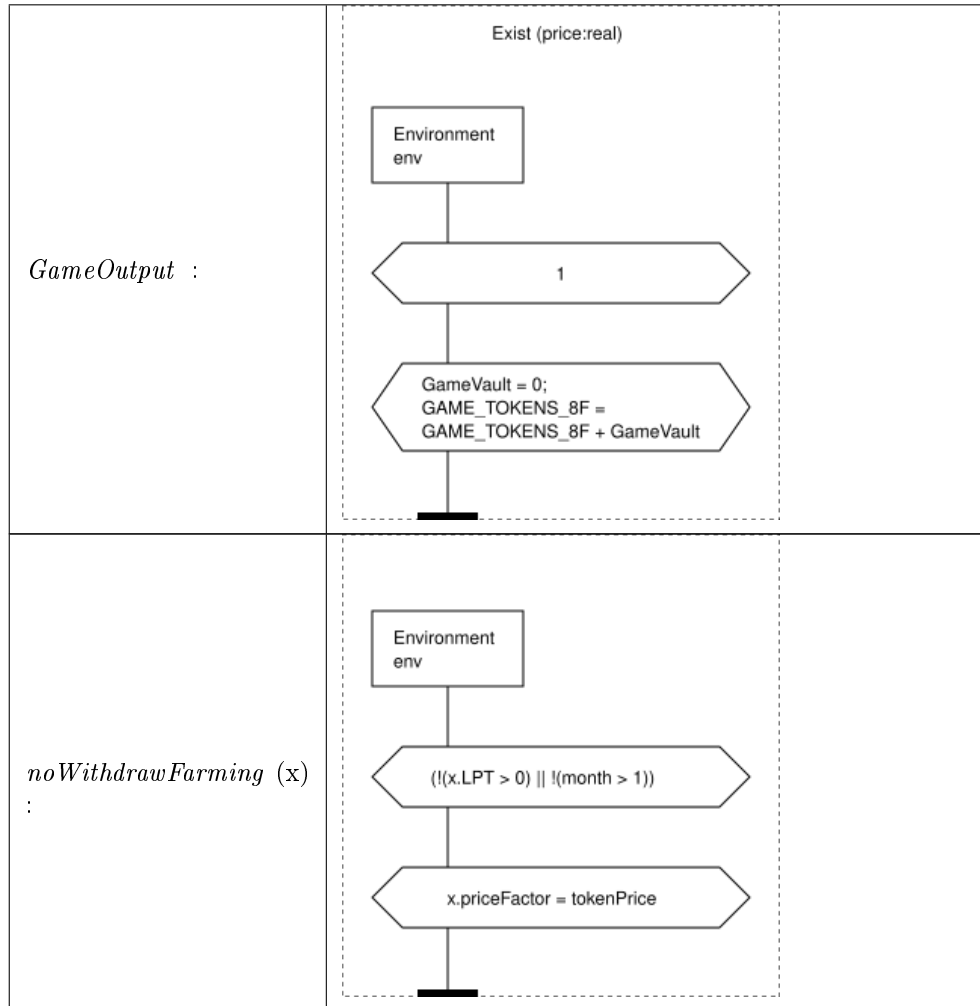 Exist (price:real)
Environment
env
GameOutput :
1
GameVault = 0;
GAME_TOKENS_8F =
GAME_TOKENS_8F + GameVault
Environment
env
noWithdrawFarming (x)
:
(!(x.LPT > 0) || !(month > 1))
x.priceFactor = tokenPrice